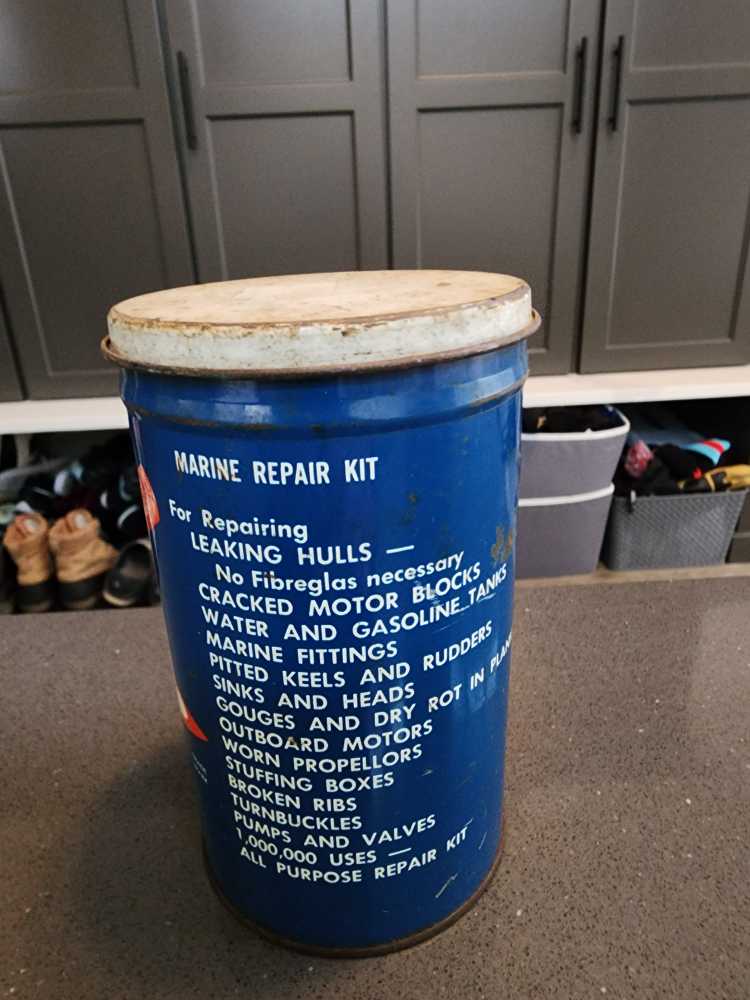 MARINE REPAIR KIT
For Repairing
LEAKING HULLS —
No Fibreglas necessary
CRACKED MOTOR BLOCKS
WATER AND GASOLINE TANKS
MARINE FITTINGS
PITTED KEELS AND RUDDERS
SINKS AND HEADS
GOUGES AND DRY ROT IN
OUTBOARD MOTORS
WORN PROPELLORS
STUFFING BOXES
BROKEN RIBS
TURNBUCKLES
PUMPS AND VALVES
1,000,000 USES —
ALL PURPOSE REPAIR KIT